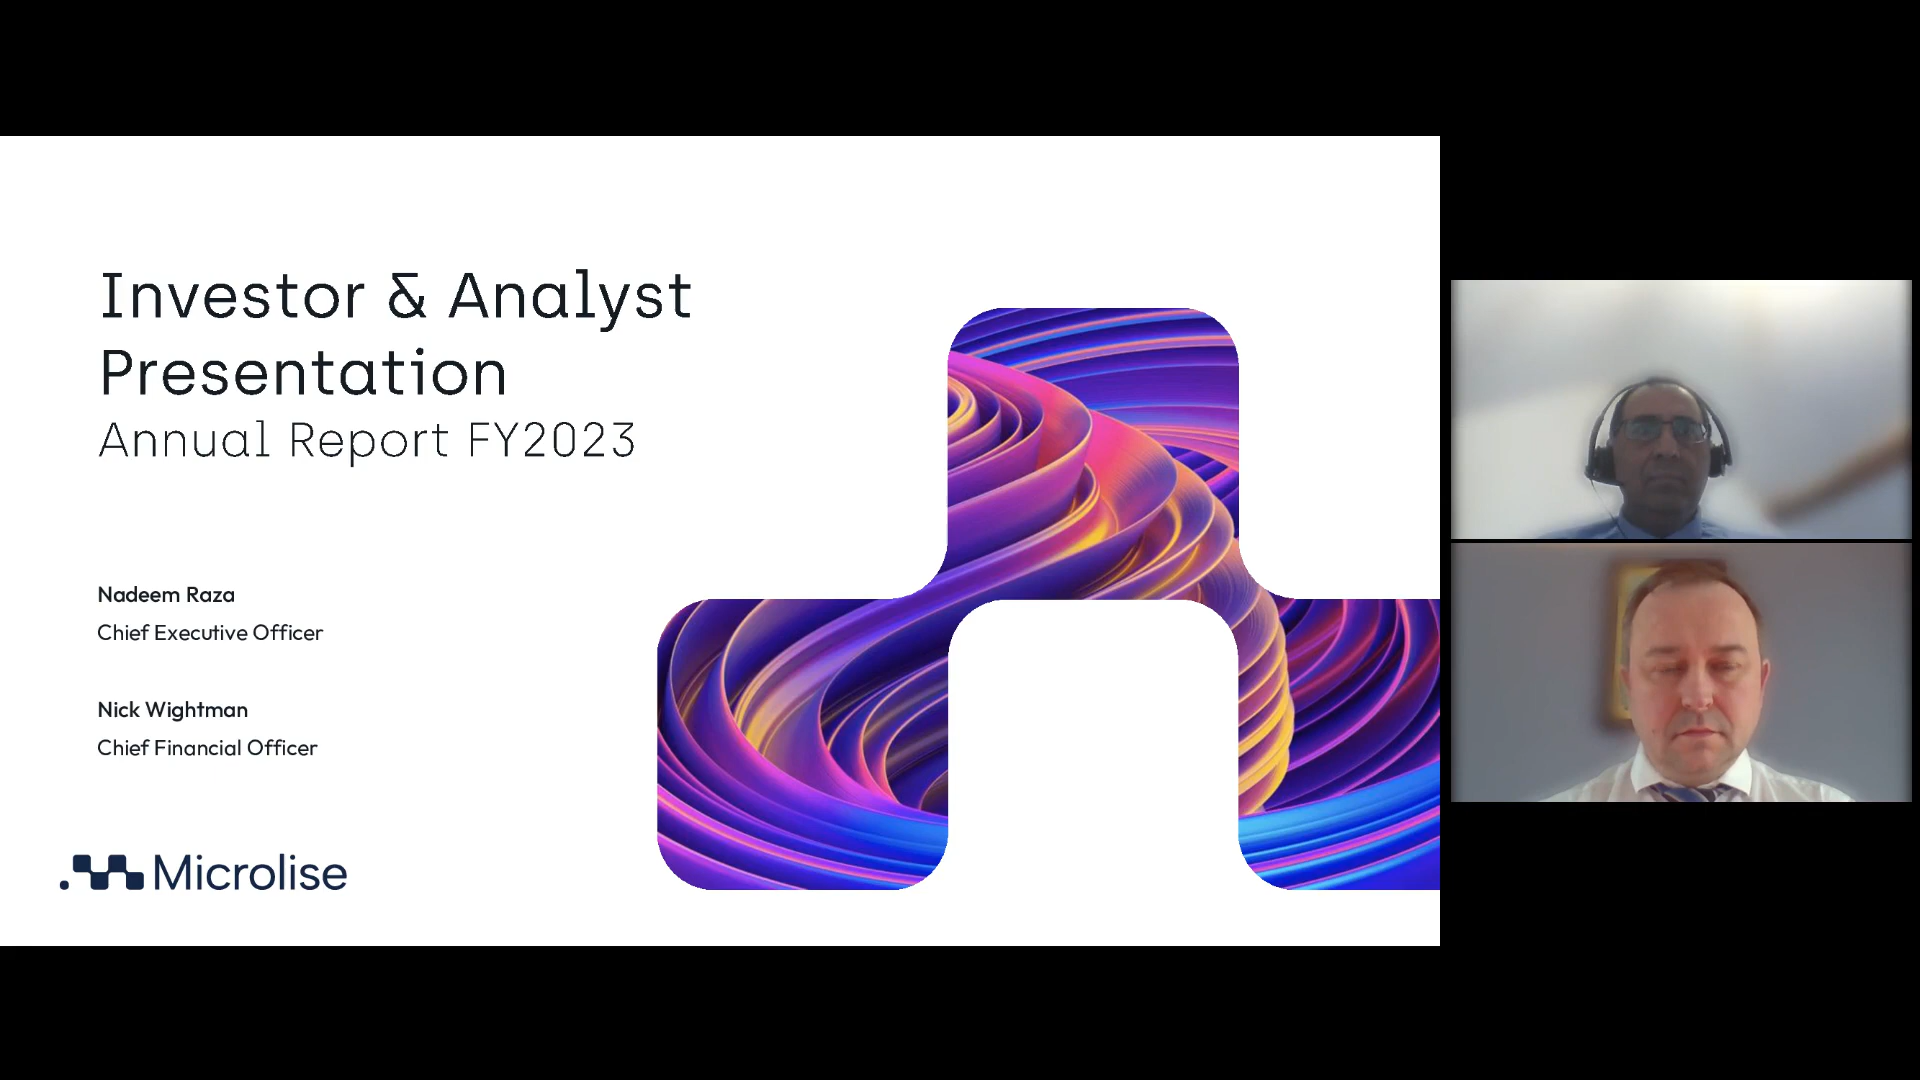 Investor & Analyst
Presentation
Annual Report FY2023
Nadeem Raza
Chief Executive Officer
Nick Wightman
Chief Financial Officer
Microlise